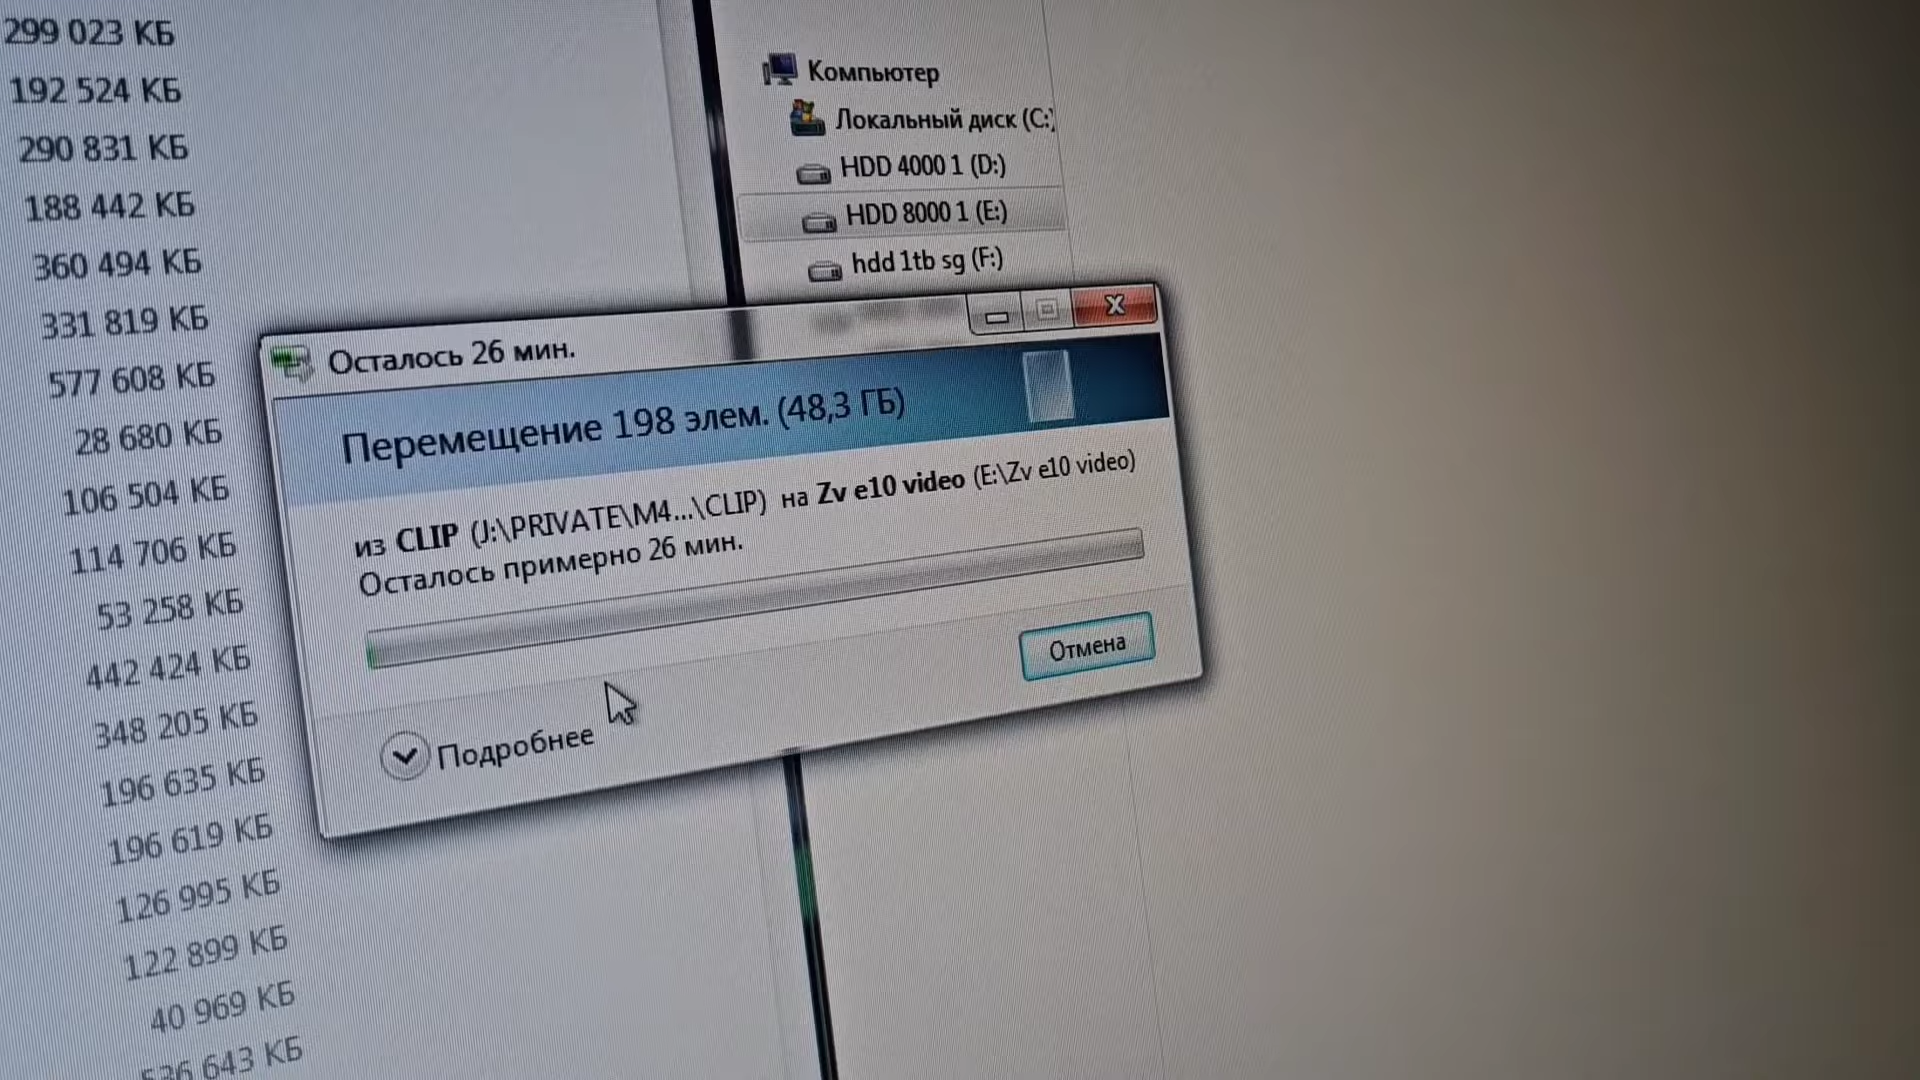 299 023 КБ
192 524 КБ
290 831 КБ
188 442 КБ
360 494 КБ
331 819 КБ
577 608 КБ
28 680 КБ
106 504 КБ
114 706 КБ
53 258 КБ
442 424 КБ
348 205 КБ
196 635 КБ
196 619 КБ
126 995 КБ
122 899 КБ
40 969 КБ
536 643 КБ
Компьютер
Локальный диск (C:)
HDD 4000 1 (D:)
HDD 8000 1 (E:)
hdd 1tb sg (F:)
Осталось 26 мин.
Перемещение 198 элем. (48,3 ГБ)
из CLIP (J:\PRIVATE\M4...\CLIP) на Zv e10 video (E:\Zv e10 video)
Осталось примерно 26 мин.
Отмена
Подробнее